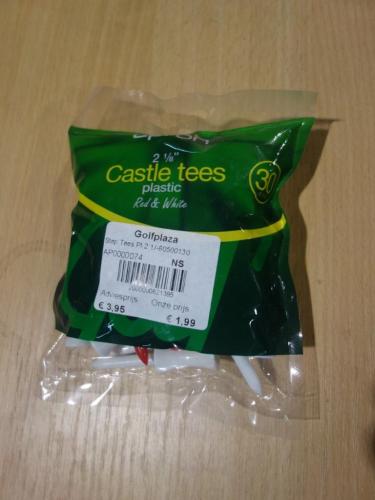 2 1/8"
Castle tees
plastic
Red & White
30
Golfplaza
Step Tees Pl.2 1/-60500130
AP0000074
NS
Adviesprijs
Onze prijs
€ 3,95
€ 1,99